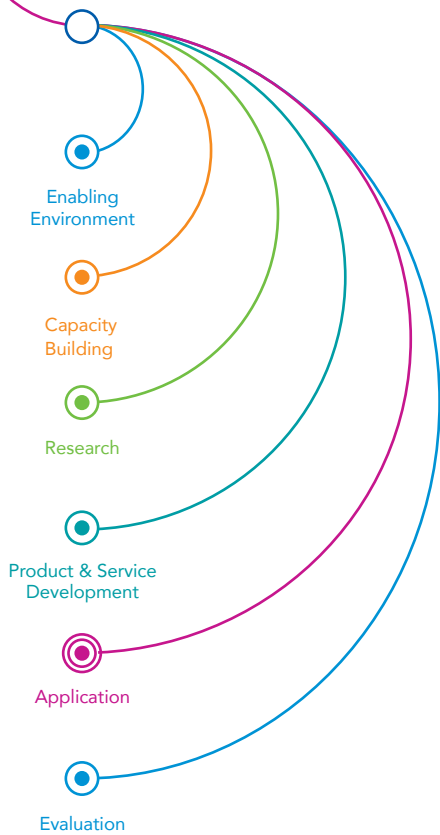 Enabling
Environment
Capacity
Building
Research
Product & Service
Development
Application
Evaluation